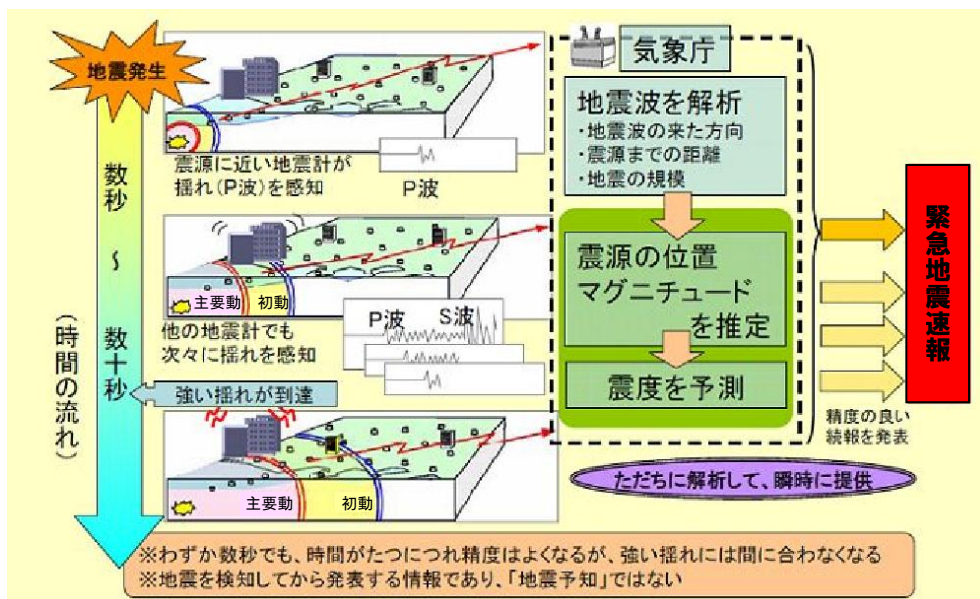 地震発生
数秒
~
数十秒
(時間の流れ)
震源に近い地震計が
揺れ(P波)を感知
P波
主要動
初動
他の地震計でも
次々に揺れを感知
P波
S波
強い揺れが到達
主要動
初動
気象庁
地震波を解析
・地震波の来た方向
・震源までの距離
・地震の規模
震源の位置
マグニチュード
を推定
震度を予測
緊急地震速報
精度の良い
続報を発表
ただちに解析して、瞬時に提供
※わずか数秒でも、時間がたつにつれ精度はよくなるが、強い揺れには間に合わなくなる
※地震を検知してから発表する情報であり、「地震予知」ではない